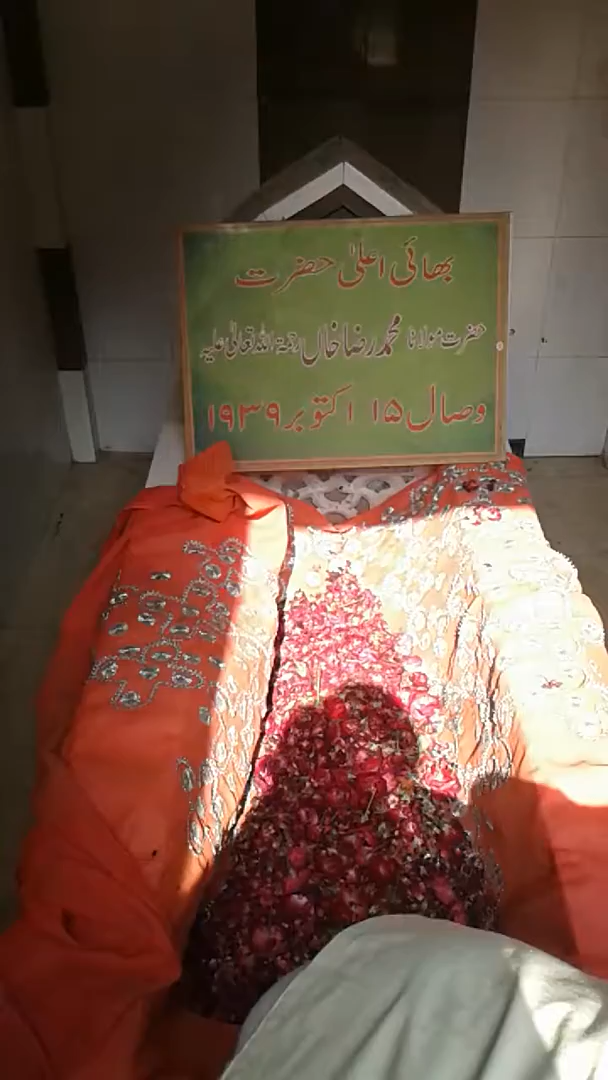 بھائی اعلیٰ حضرت
حضرت مولانا محمد رضا خاں رحمۃ اللہ تعالیٰ علیہ
وصال ۱۵ اکتوبر ۱۹۳۹